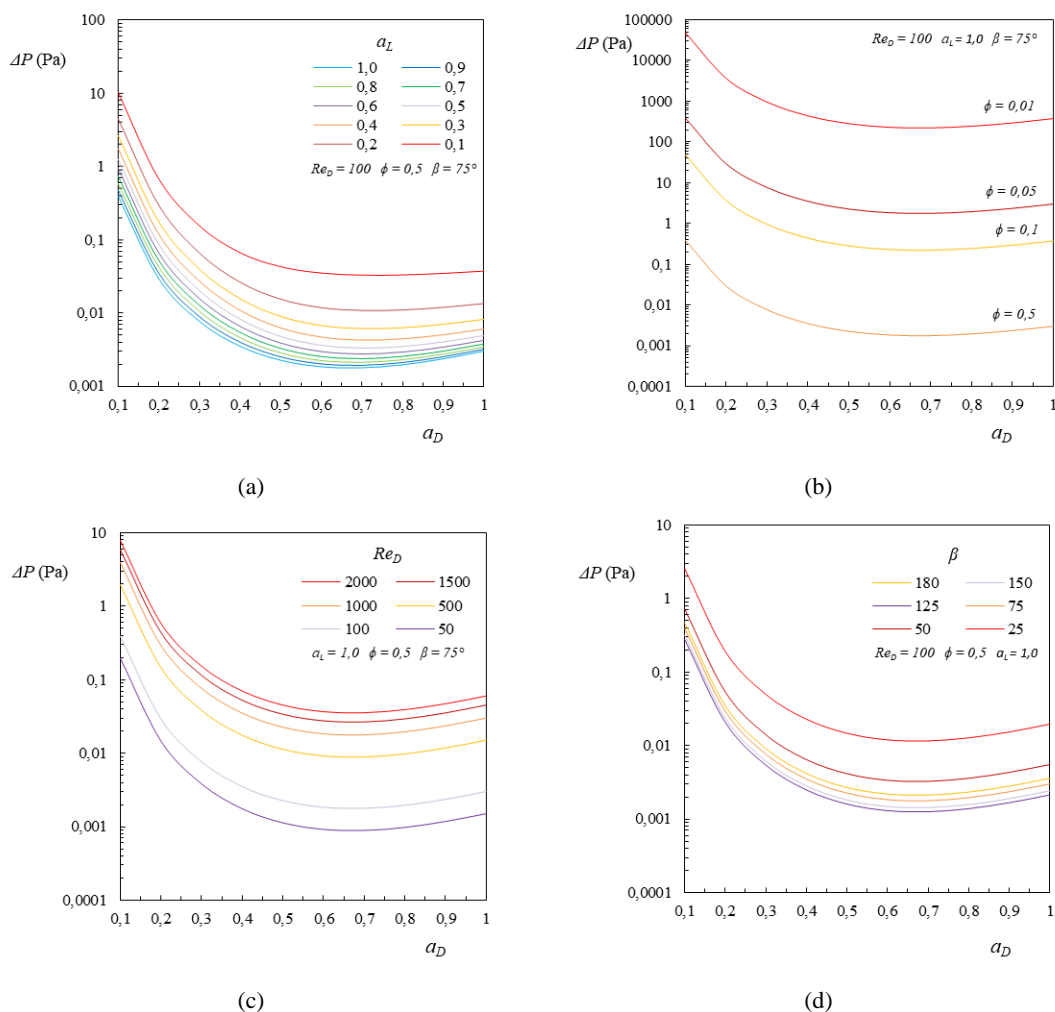 ΔP (Pa)
100
10
1
0,1
0,01
0,001
a_L
1,0 0,9
0,8 0,7
0,6 0,5
0,4 0,3
0,2 0,1
Re_D = 100 ϕ = 0,5 β = 75°
0,1 0,2 0,3 0,4 0,5 0,6 0,7 0,8 0,9 1
a_D
(a)
ΔP (Pa)
100000
10000
1000
100
10
1
0,1
0,01
0,001
0,0001
Re_D = 100 a_L = 1,0 β = 75°
ϕ = 0,01
ϕ = 0,05
ϕ = 0,1
ϕ = 0,5
0,1 0,2 0,3 0,4 0,5 0,6 0,7 0,8 0,9 1
a_D
(b)
ΔP (Pa)
10
1
0,1
0,01
0,001
0,0001
Re_D
2000 1500
1000 500
100 50
a_L = 1,0 ϕ = 0,5 β = 75°
0,1 0,2 0,3 0,4 0,5 0,6 0,7 0,8 0,9 1
a_D
(c)
ΔP (Pa)
10
1
0,1
0,01
0,001
0,0001
β
180 150
125 75
50 25
Re_D = 100 ϕ = 0,5 a_L = 1,0
0,1 0,2 0,3 0,4 0,5 0,6 0,7 0,8 0,9 1
a_D
(d)